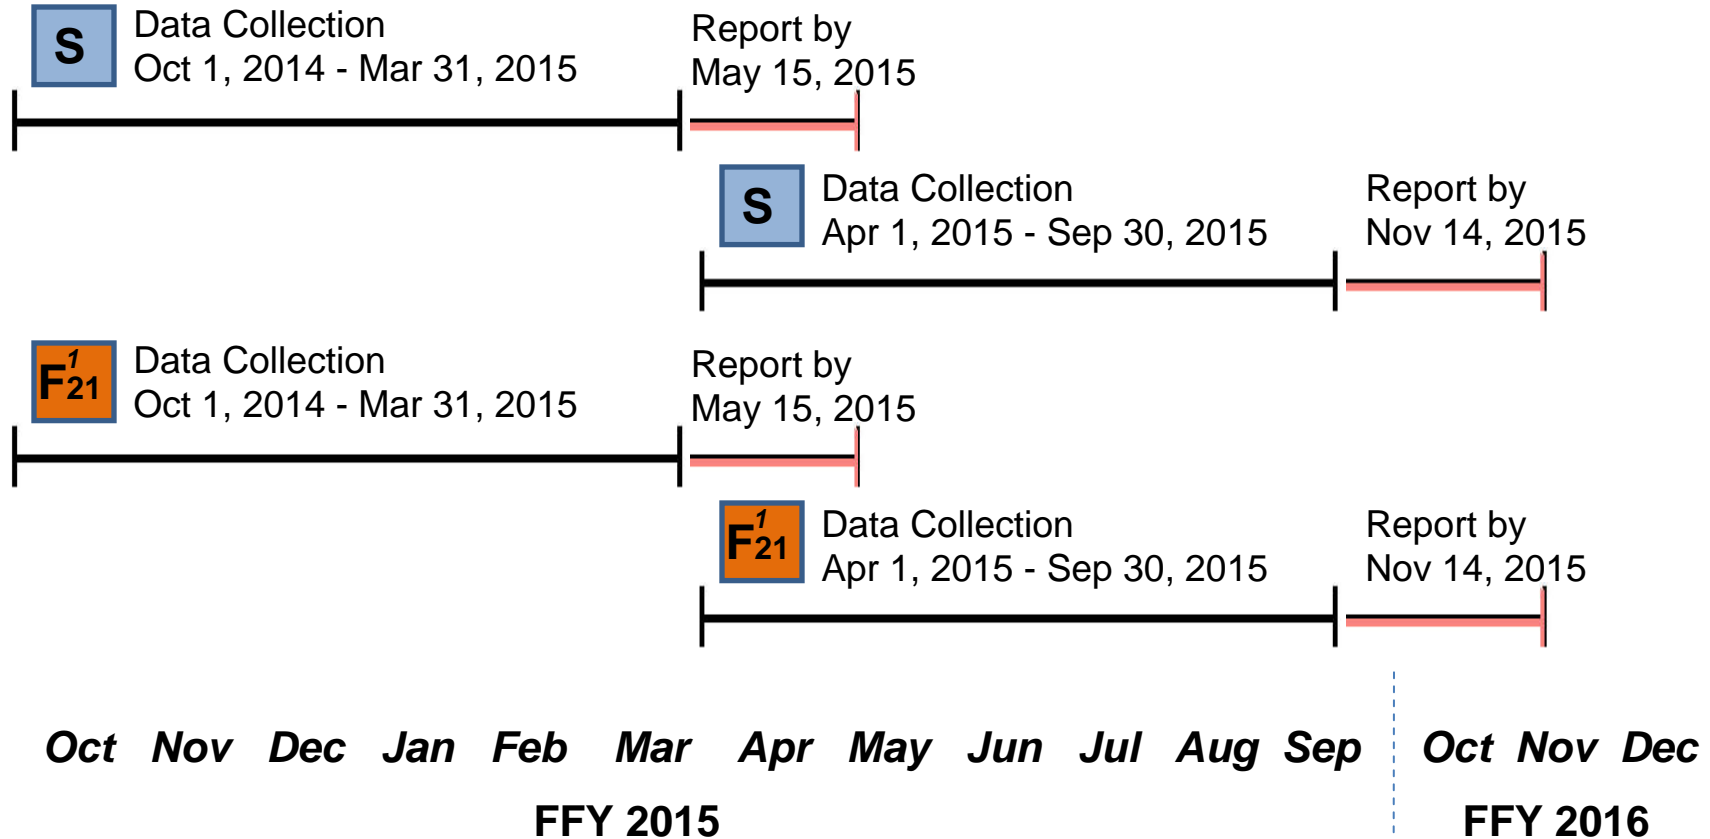 S
Data Collection
Oct 1, 2014 - Mar 31, 2015
Report by
May 15, 2015
S
Data Collection
Apr 1, 2015 - Sep 30, 2015
Report by
Nov 14, 2015
F21 1
Data Collection
Oct 1, 2014 - Mar 31, 2015
Report by
May 15, 2015
F21 1
Data Collection
Apr 1, 2015 - Sep 30, 2015
Report by
Nov 14, 2015
Oct Nov Dec Jan Feb Mar Apr May Jun Jul Aug Sep Oct Nov Dec
FFY 2015 FFY 2016